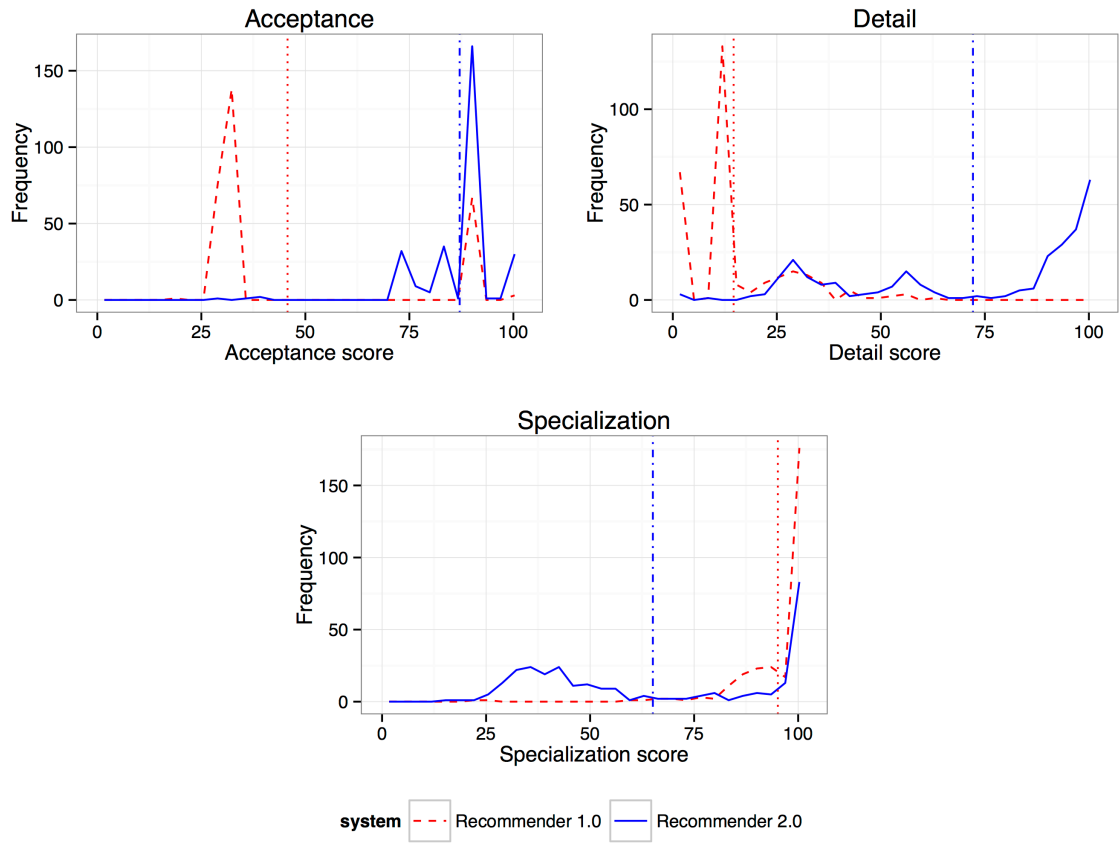 Acceptance
Frequency
150
100
50
0
0 25 50 75 100
Acceptance score
Detail
Frequency
100
50
0
0 25 50 75 100
Detail score
Specialization
Frequency
150
100
50
0
0 25 50 75 100
Specialization score
system Recommender 1.0 Recommender 2.0